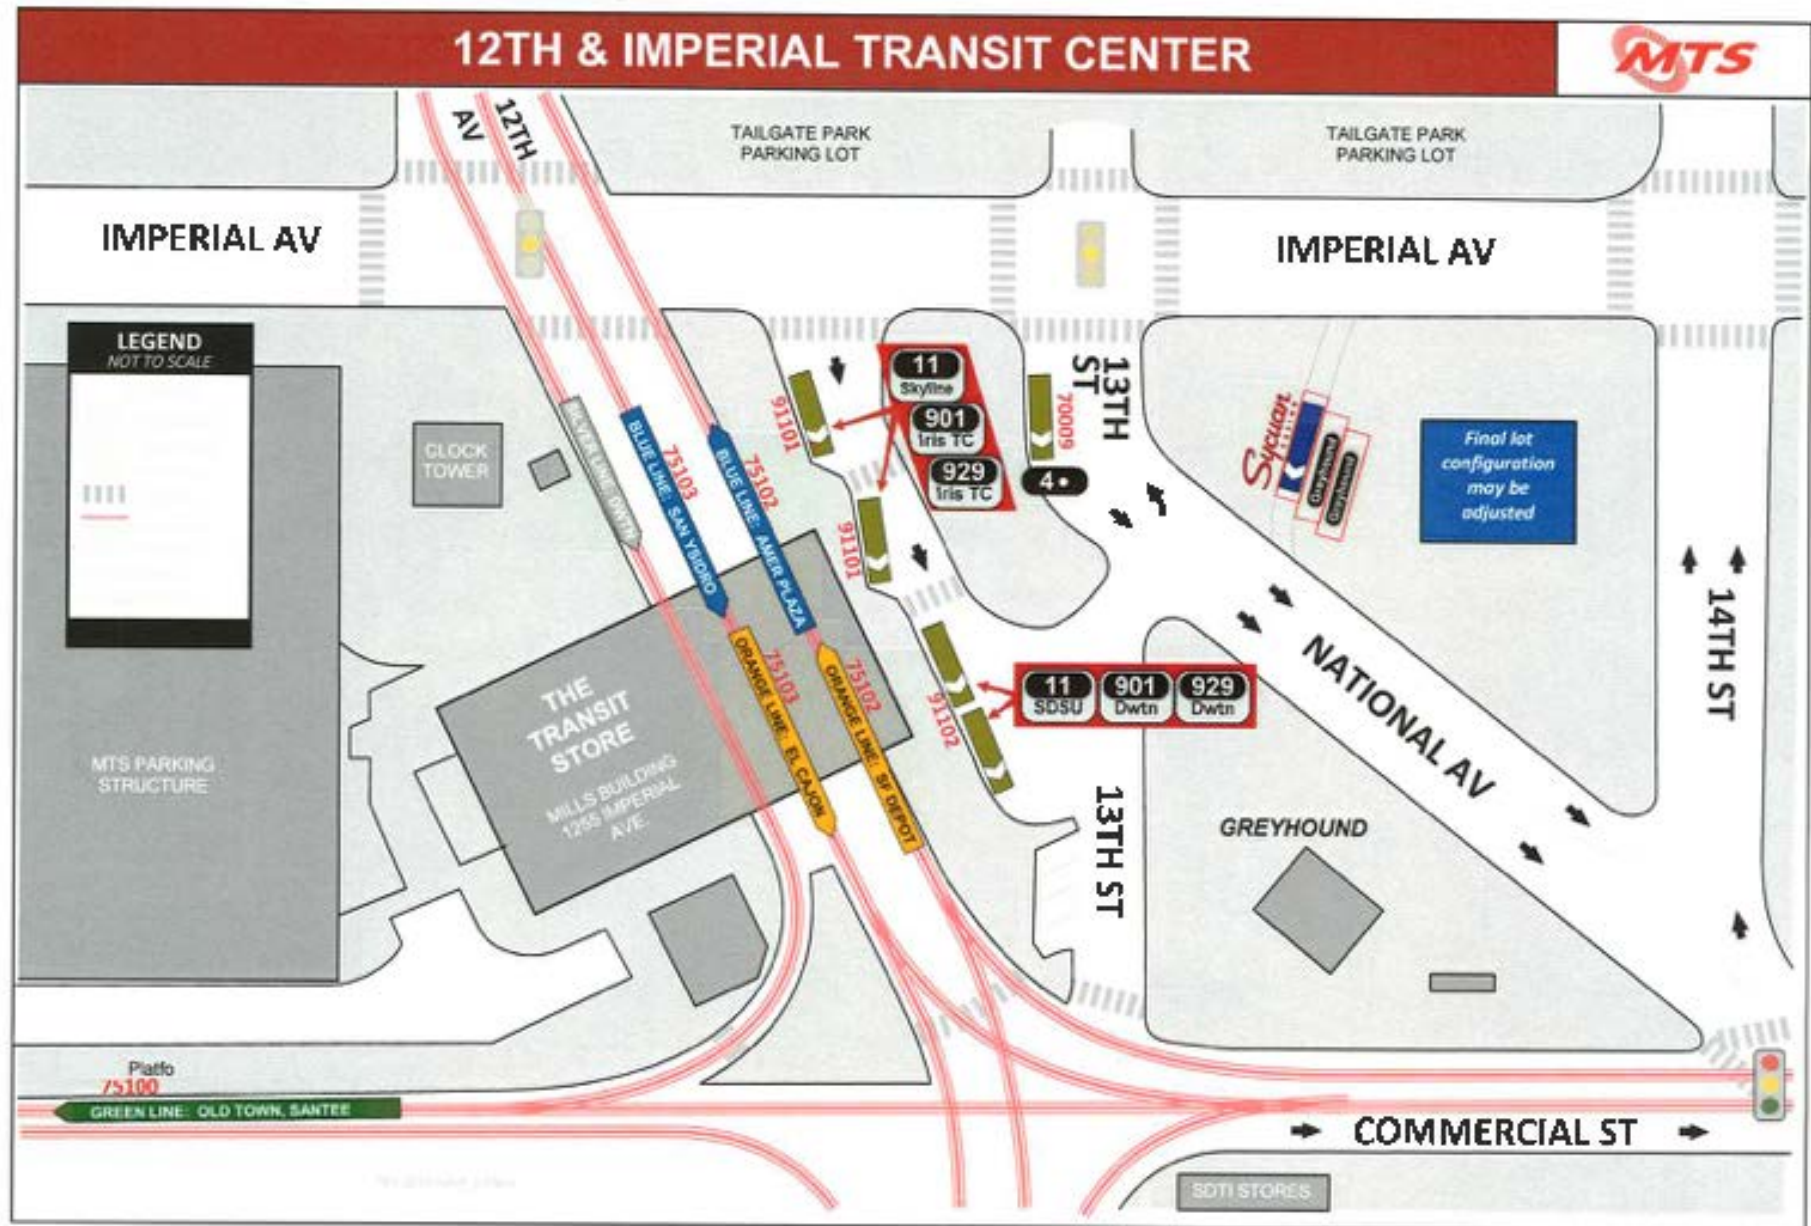 12TH & IMPERIAL TRANSIT CENTER
MTS
12TH
AV
TAILGATE PARK
PARKING LOT
TAILGATE PARK
PARKING LOT
IMPERIAL AV
IMPERIAL AV
LEGEND
NOT TO SCALE
CLOCK
TOWER
SILVER LINE: DWTN
BLUE LINE: SAN YSIDRO
75103
BLUE LINE: AMER PLAZA
75102
91101
11
Skyline
901
Iris TC
929
Iris TC
70009
4
13TH
ST
Sycuan
CASINO
Greyhound
Greyhound
Final lot
configuration
may be
adjusted
91101
14TH ST
NATIONAL AV
ORANGE LINE: EL CAJON
75103
ORANGE LINE: SF DEPOT
75102
91102
11
SDSU
901
Dwtn
929
Dwtn
THE
TRANSIT
STORE
MILLS BUILDING
1255 IMPERIAL
AVE.
MTS PARKING
STRUCTURE
13TH ST
GREYHOUND
Platfo
75100
GREEN LINE: OLD TOWN, SANTEE
COMMERCIAL ST
SDTI STORES